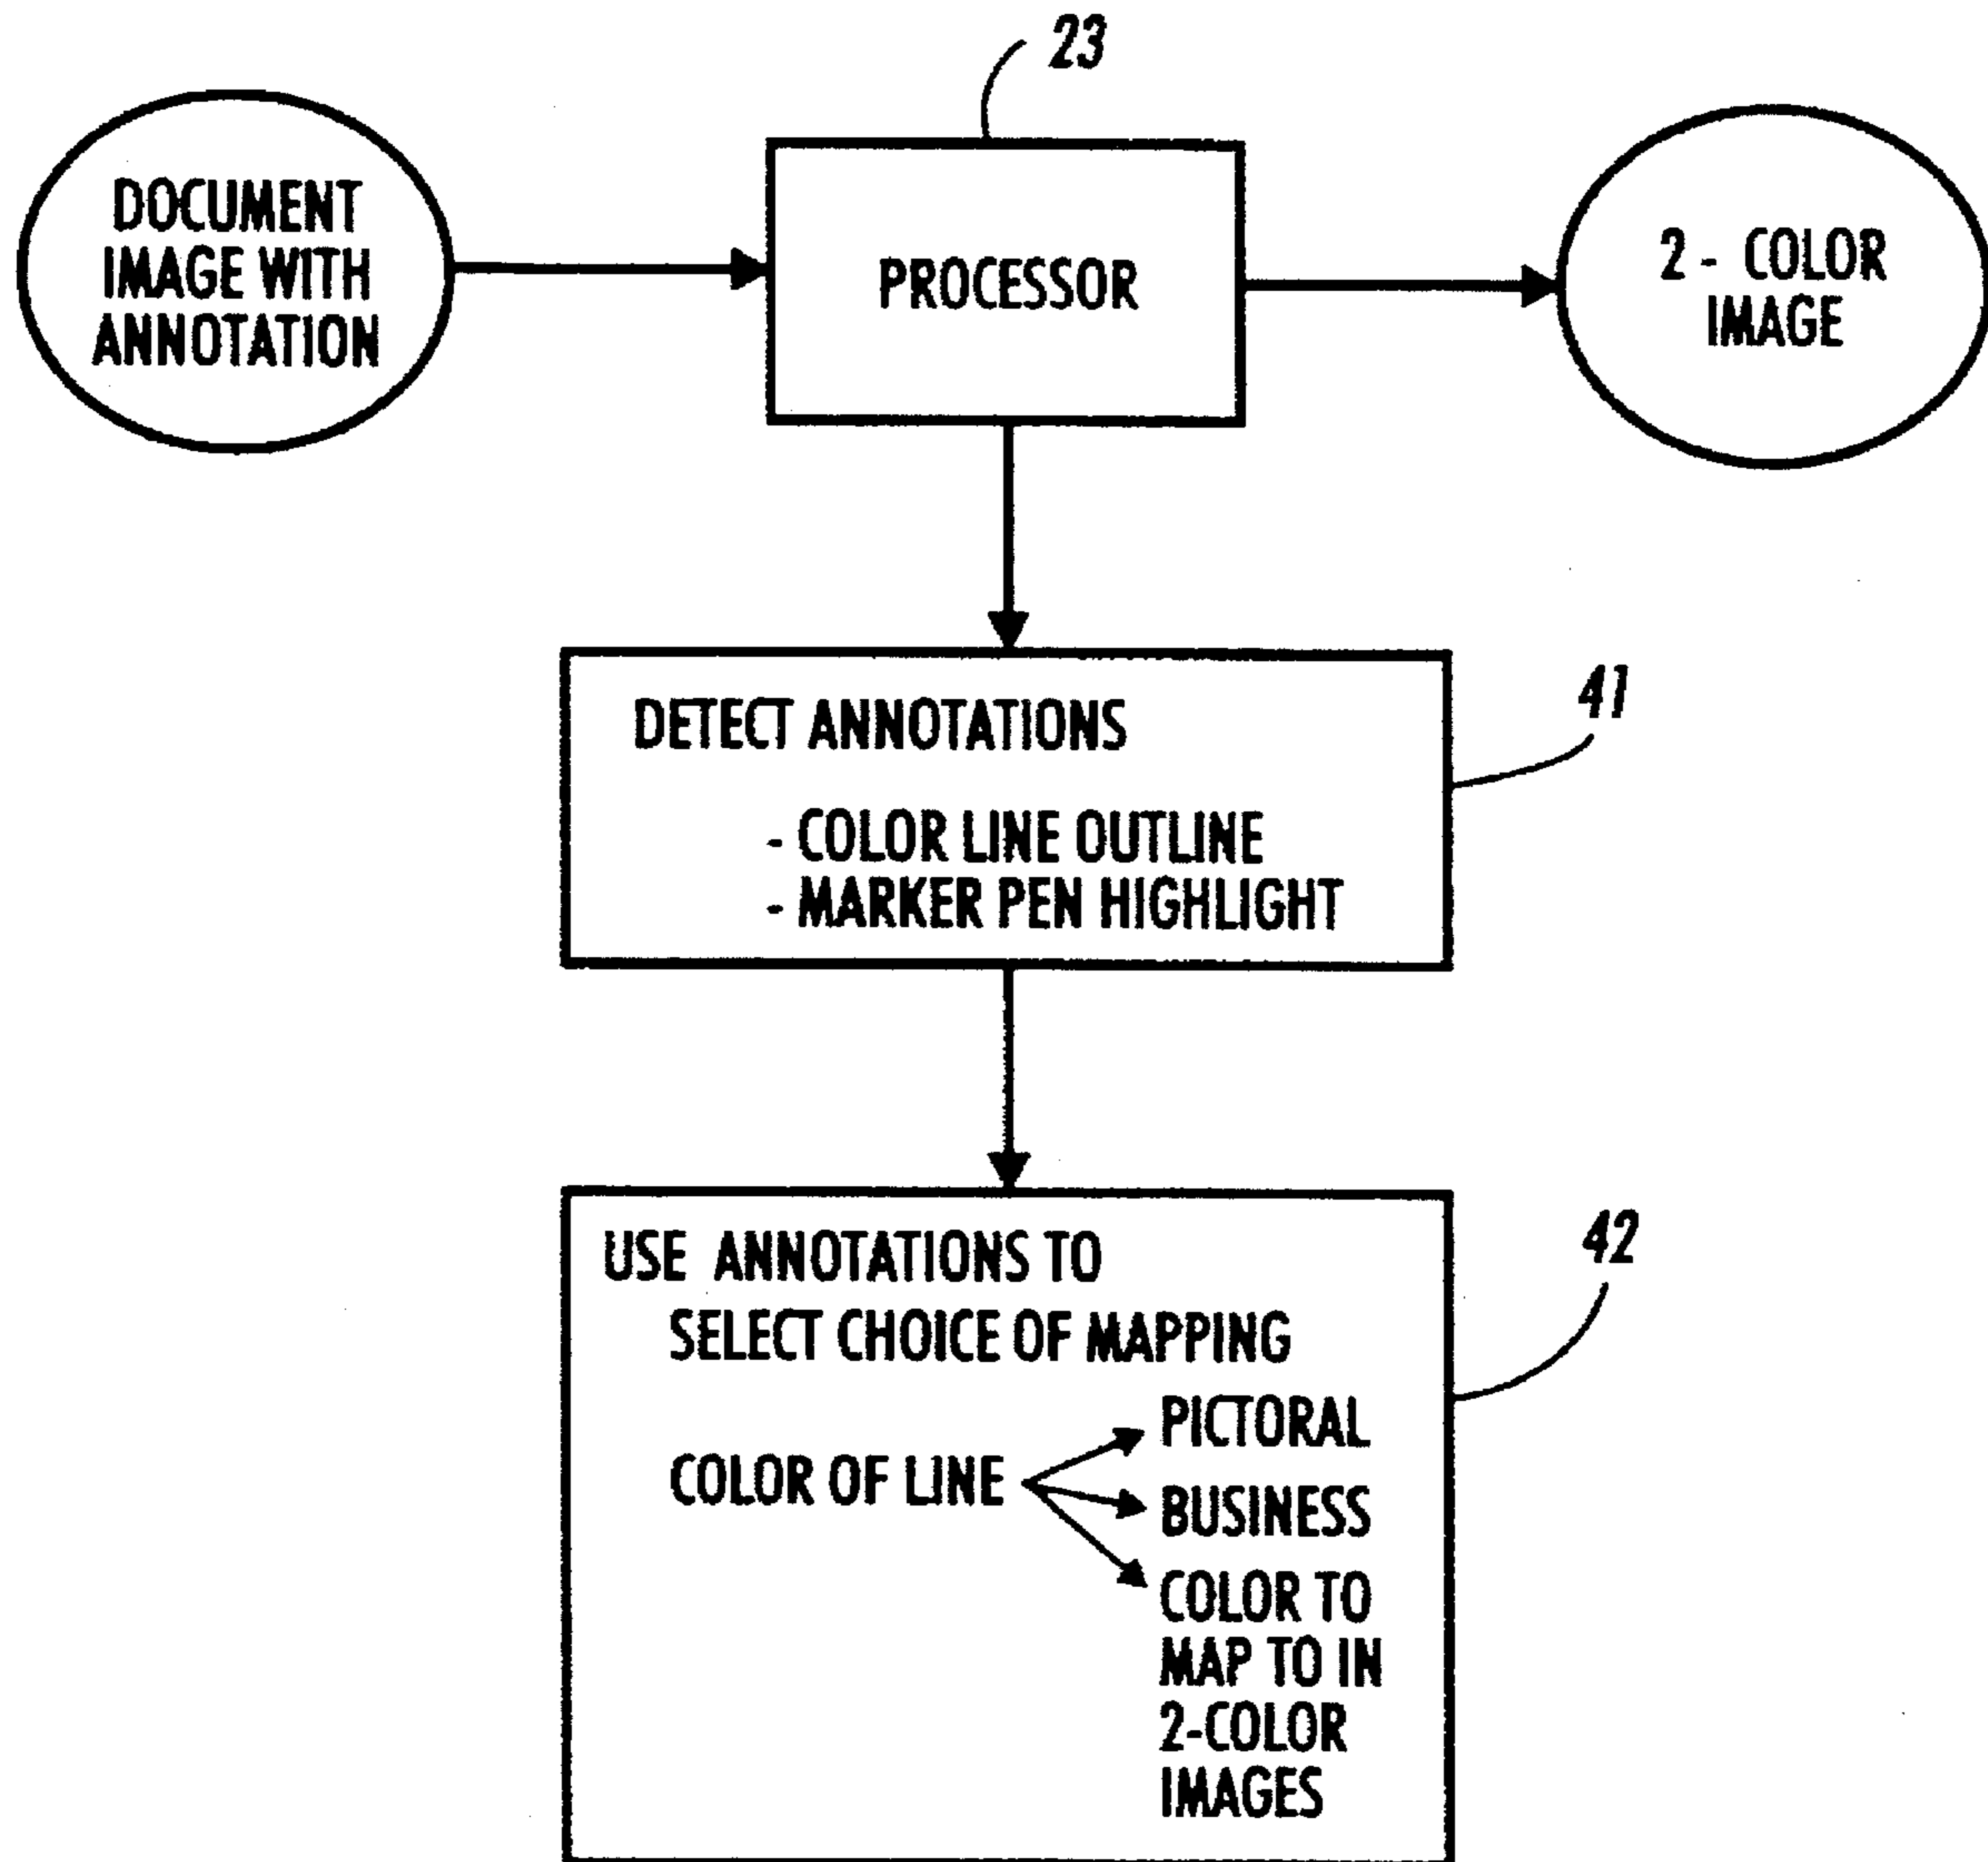 23
DOCUMENT
IMAGE WITH
ANNOTATION
PROCESSOR
2 - COLOR
IMAGE
41
DETECT ANNOTATIONS
- COLOR LINE OUTLINE
- MARKER PEN HIGHLIGHT
42
USE ANNOTATIONS TO
SELECT CHOICE OF MAPPING
COLOR OF LINE
PICTORAL
BUSINESS
COLOR TO
MAP TO IN
2-COLOR
IMAGES